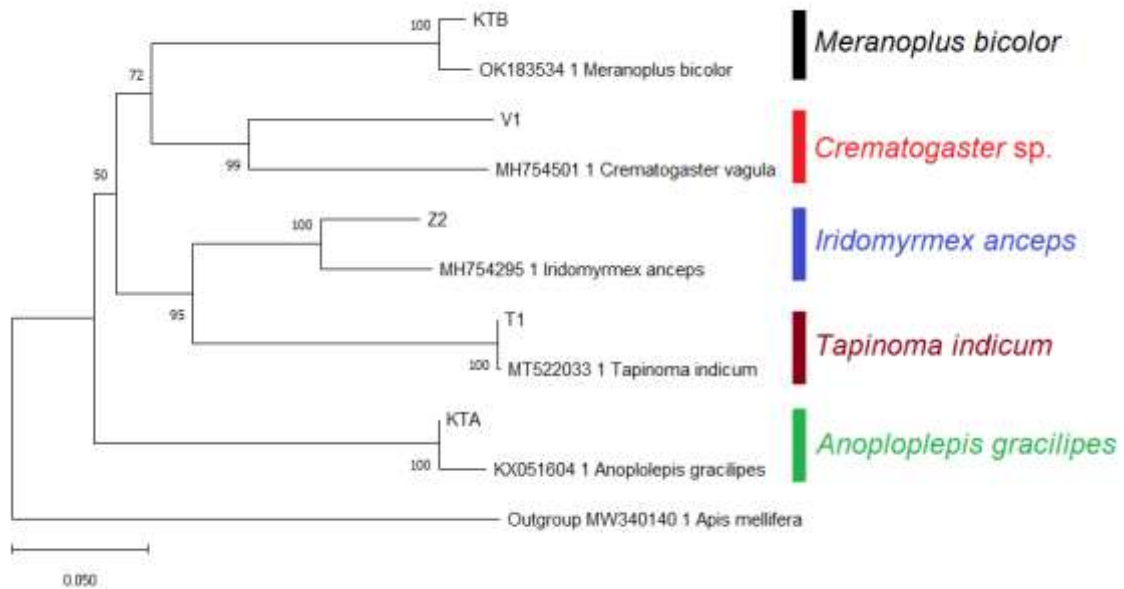 KTB
100
Meranoplus bicolor
OK183534 1 Meranoplus bicolor
72
V1
Crematogaster sp.
99
MH754501 1 Crematogaster vagula
50
Z2
100
Iridomyrmex anceps
MH754295 1 Iridomyrmex anceps
95
T1
Tapinoma indicum
100
MT522033 1 Tapinoma indicum
KTA
Anoploplepis gracilipes
100
KX051604 1 Anoplolepis gracilipes
Outgroup MW340140 1 Apis mellifera
0.050